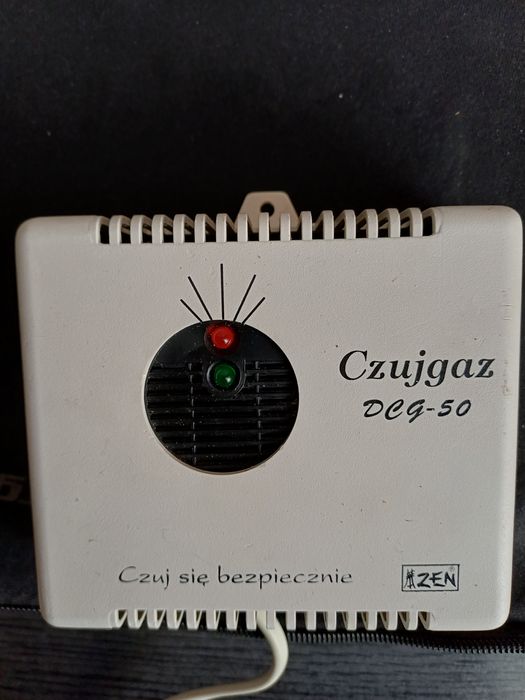 Czujgaz
DCG-50
Czuj się bezpiecznie
ZEN®